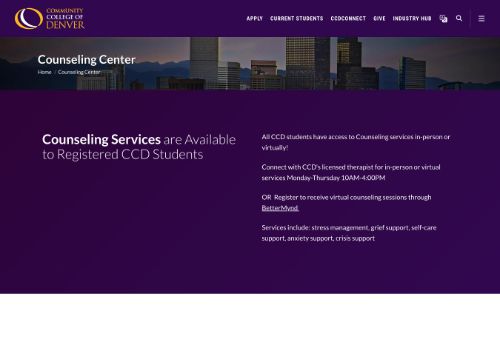 COMMUNITY
COLLEGE OF
DENVER
APPLY CURRENT STUDENTS CCDCONNECT GIVE INDUSTRY HUB
Counseling Center
Home / Counseling Center
Counseling Services are Available
to Registered CCD Students
All CCD students have access to Counseling services in-person or
virtually!
Connect with CCD's licensed therapist for in-person or virtual
services Monday-Thursday 10AM-4:00PM
OR Register to receive virtual counseling sessions through
BetterMynd
Services include: stress management, grief support, self-care
support, anxiety support, crisis support